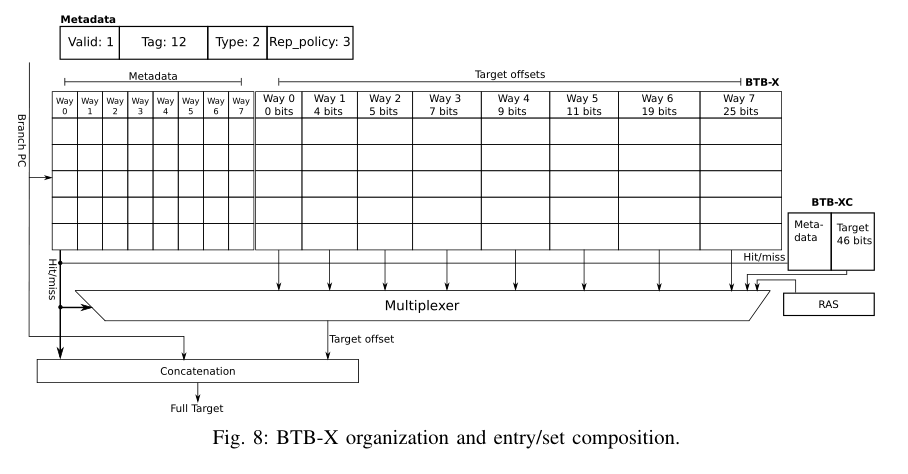 Metadata
Valid: 1 Tag: 12 Type: 2 Rep_policy: 3
Metadata Target offsets BTB-X
Way 0 Way 1 Way 2 Way 3 Way 4 Way 5 Way 6 Way 7
Way 0 Way 1 Way 2 Way 3 Way 4 Way 5 Way 6 Way 7
0 bits 4 bits 5 bits 7 bits 9 bits 11 bits 19 bits 25 bits
Branch PC
BTB-XC
Meta-
data
Target
46 bits
Hit/miss
Hit/miss
Multiplexer
RAS
Target offset
Concatenation
Full Target
Fig. 8: BTB-X organization and entry/set composition.